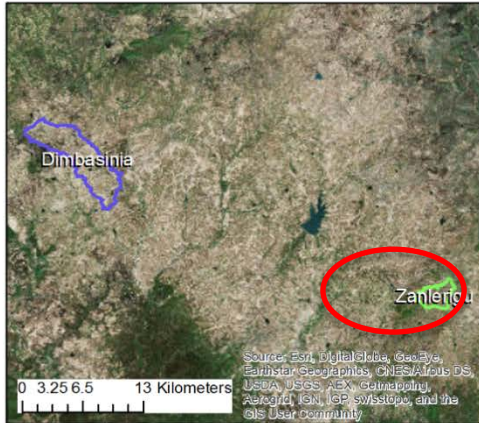 Dimbasinia
Zanlerigu
Source: Esri, DigitalGlobe, GeoEye,
Earthstar Geographics, CNES/Airbus DS,
USDA, USGS, AEX, Getmapping,
Aerogrid, IGN, IGP, swisstopo, and the
GIS User Community
0 3.25 6.5 13 Kilometers